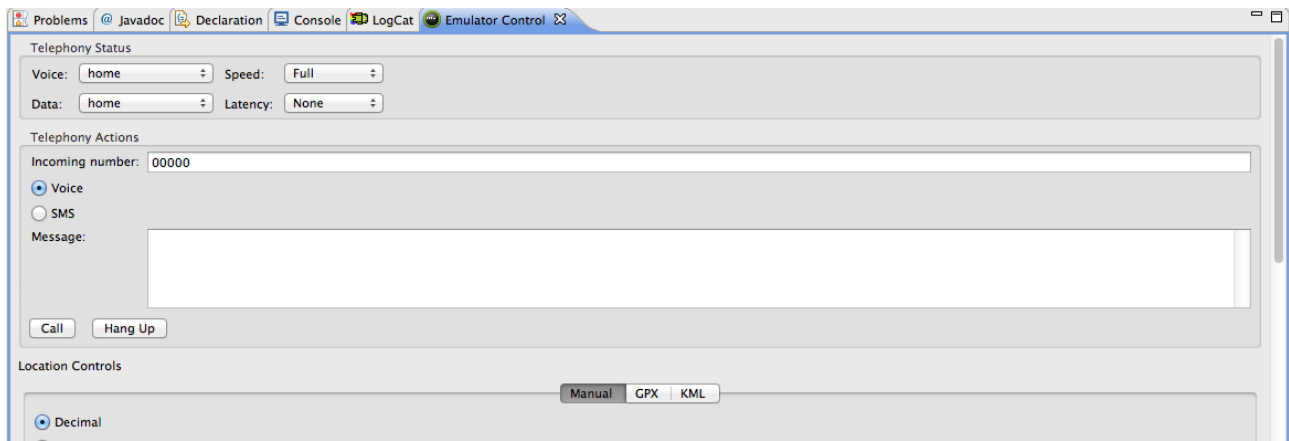 Problems @ Javadoc Declaration Console LogCat Emulator Control
Telephony Status
Voice: home Speed: Full
Data: home Latency: None
Telephony Actions
Incoming number: 00000
Voice
SMS
Message:
Call Hang Up
Location Controls
Manual GPX KML
Decimal